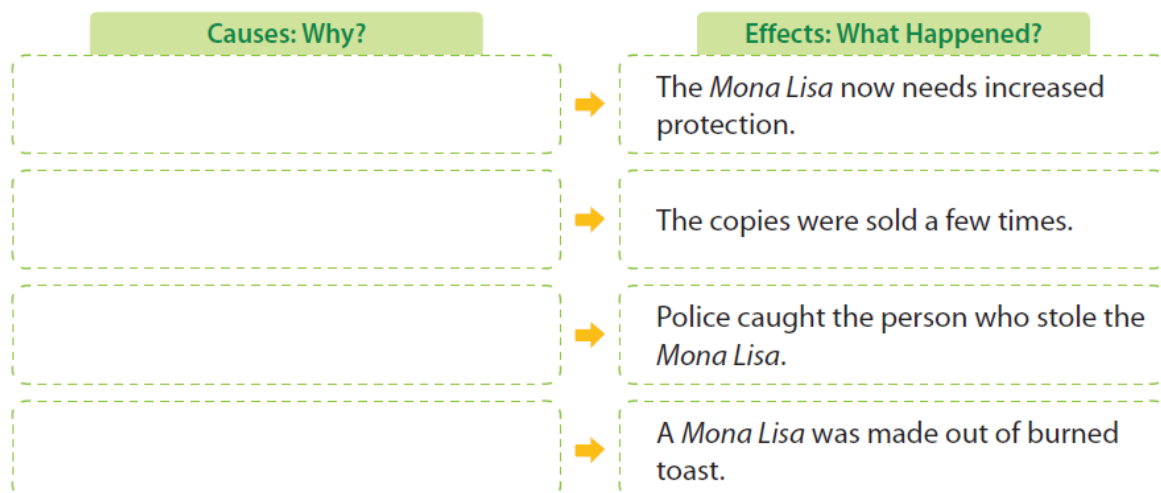 Causes: Why?
Effects: What Happened?
The Mona Lisa now needs increased
protection.
The copies were sold a few times.
Police caught the person who stole the
Mona Lisa.
A Mona Lisa was made out of burned
toast.